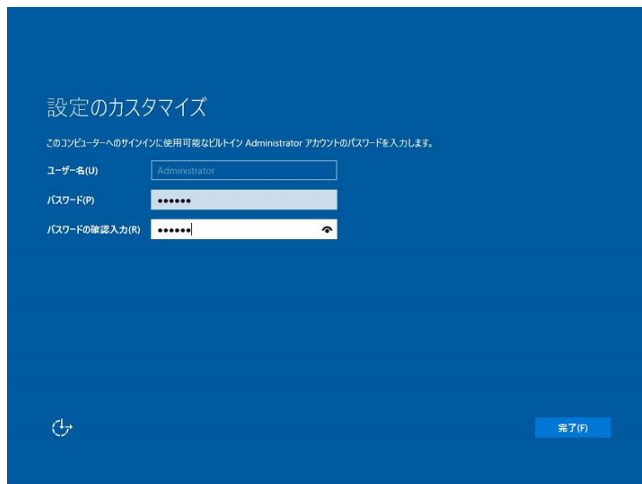 設定のカスタマイズ
このコンピューターへのサインインに使用可能なビルトイン Administrator アカウントのパスワードを入力します。
ユーザー名(U) Administrator
パスワード(P) ••••••
パスワードの確認入力(R) ••••••
完了(F)